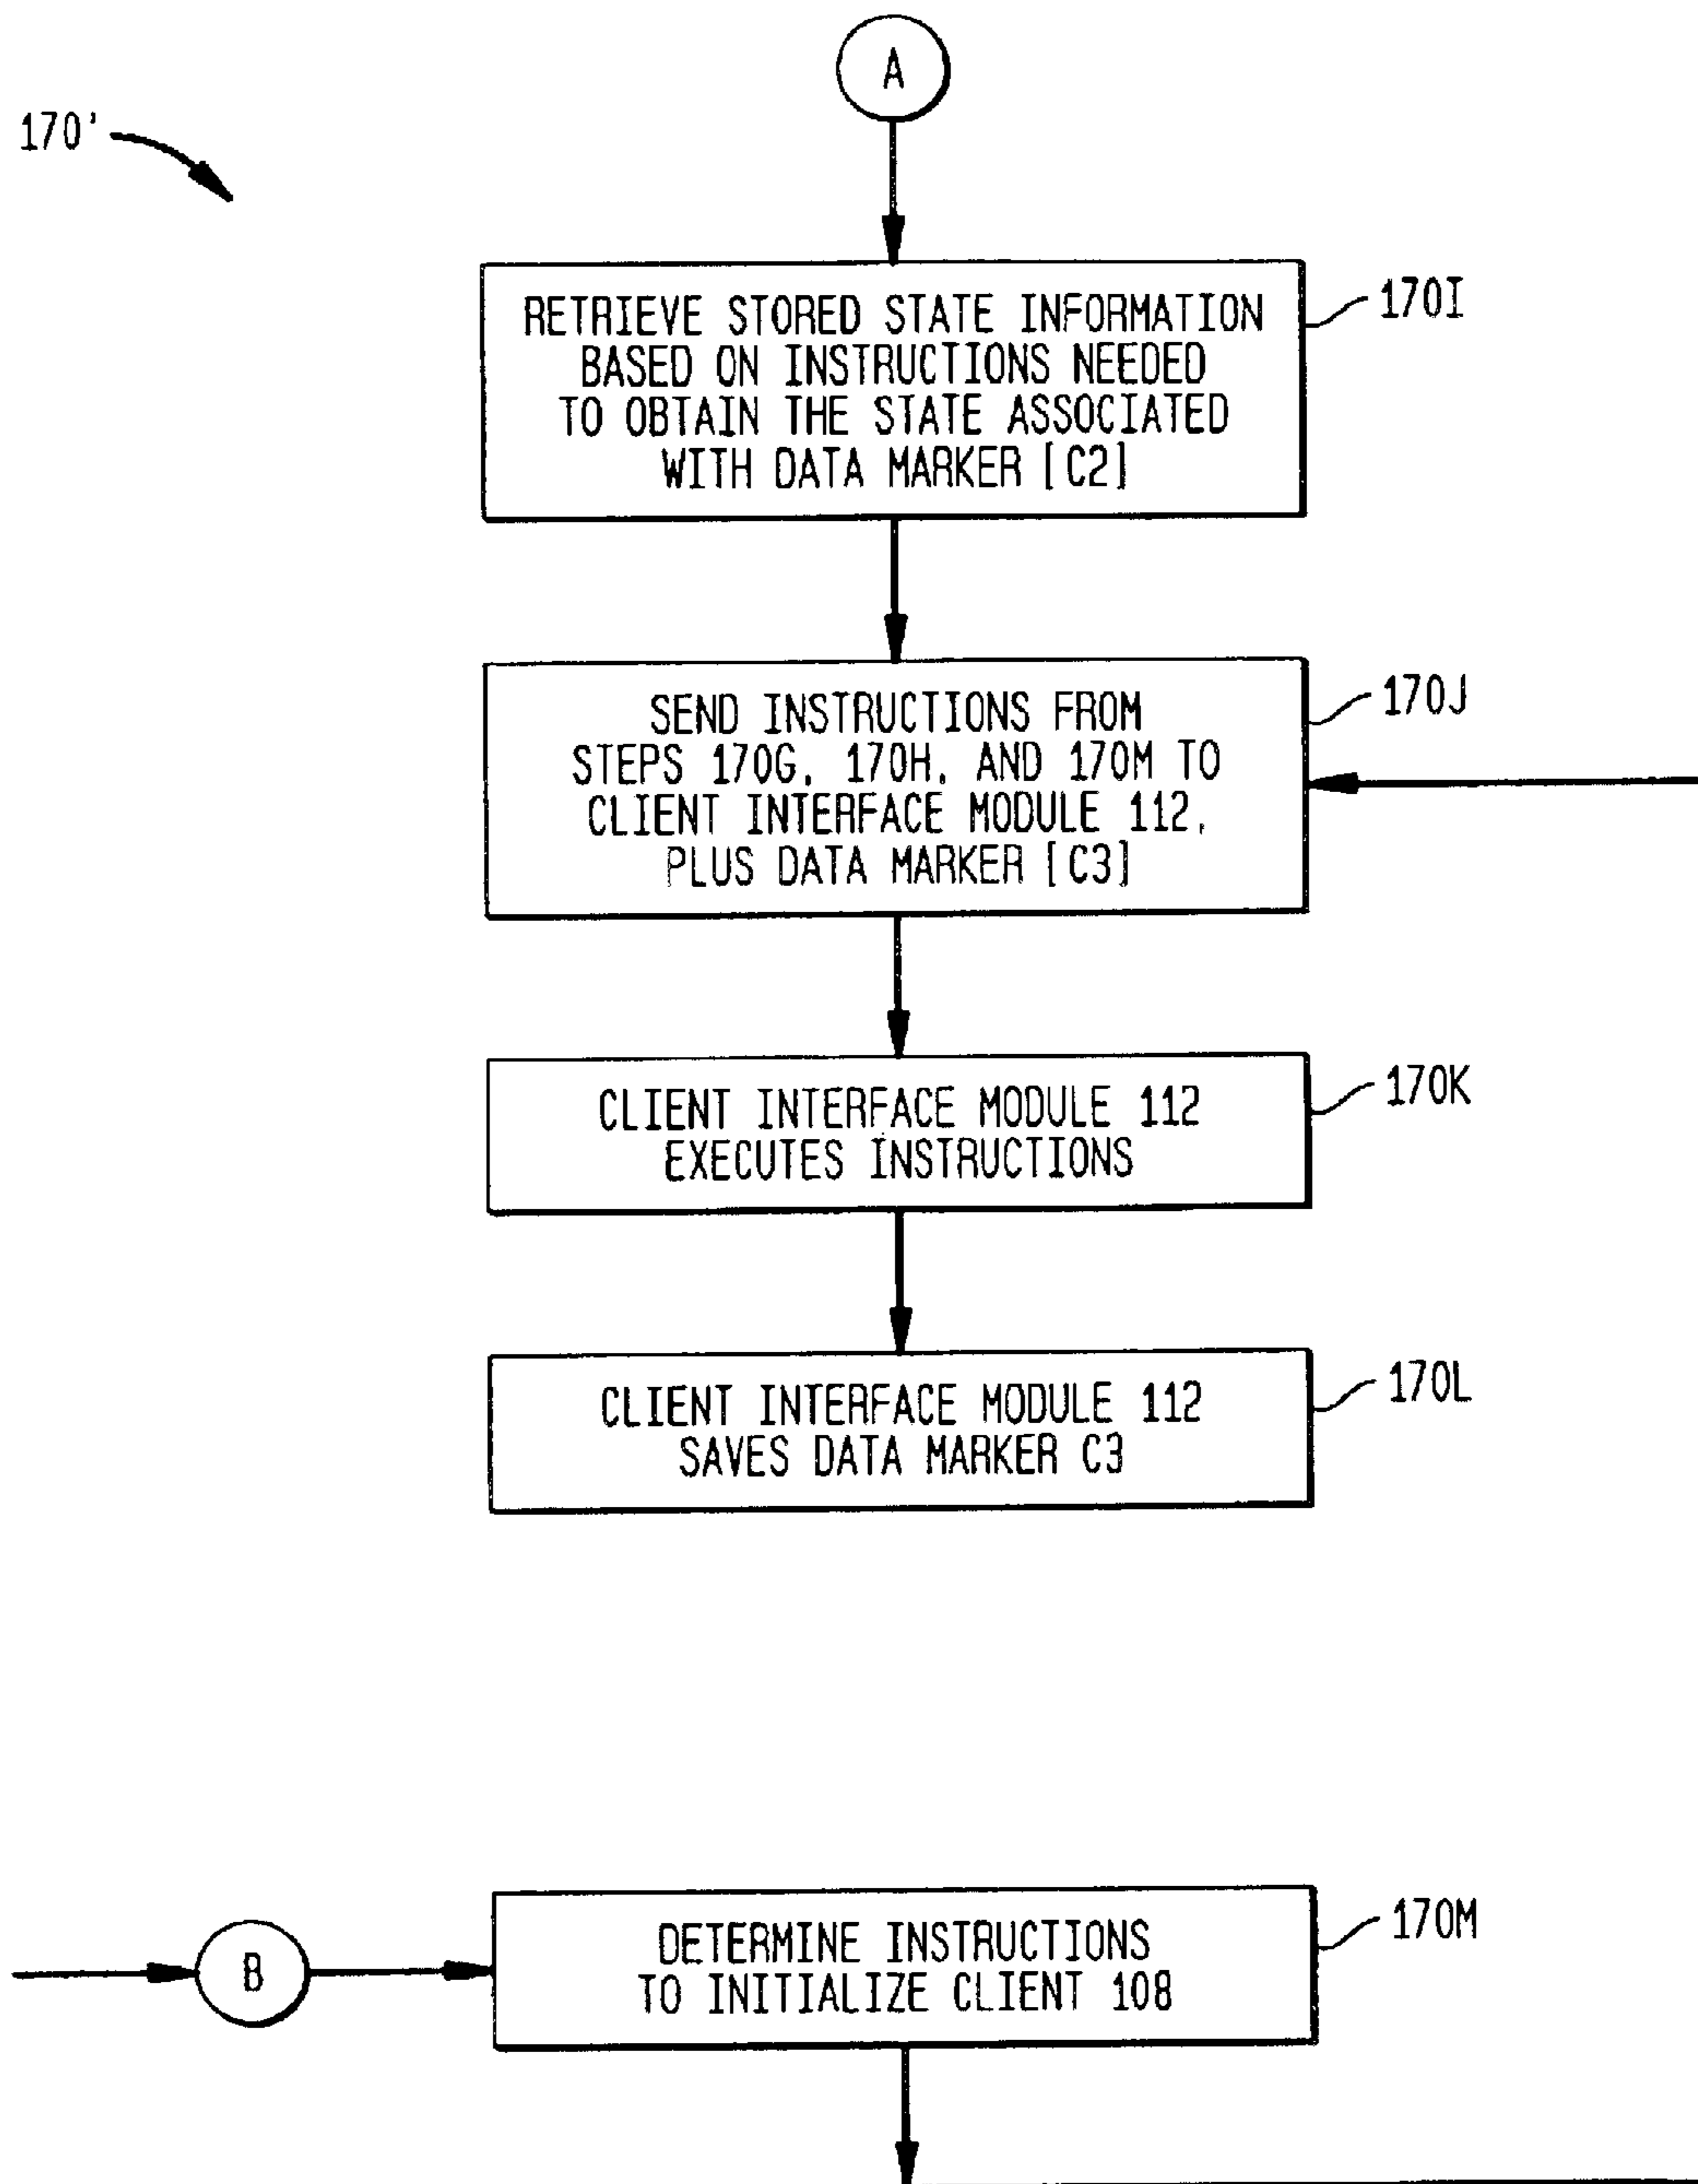 A
170'
RETRIEVE STORED STATE INFORMATION
BASED ON INSTRUCTIONS NEEDED
TO OBTAIN THE STATE ASSOCIATED
WITH DATA MARKER [C2]
170I
SEND INSTRUCTIONS FROM
STEPS 170G, 170H, AND 170M TO
CLIENT INTERFACE MODULE 112,
PLUS DATA MARKER [C3]
170J
CLIENT INTERFACE MODULE 112
EXECUTES INSTRUCTIONS
170K
CLIENT INTERFACE MODULE 112
SAVES DATA MARKER C3
170L
B
DETERMINE INSTRUCTIONS
TO INITIALIZE CLIENT 108
170M